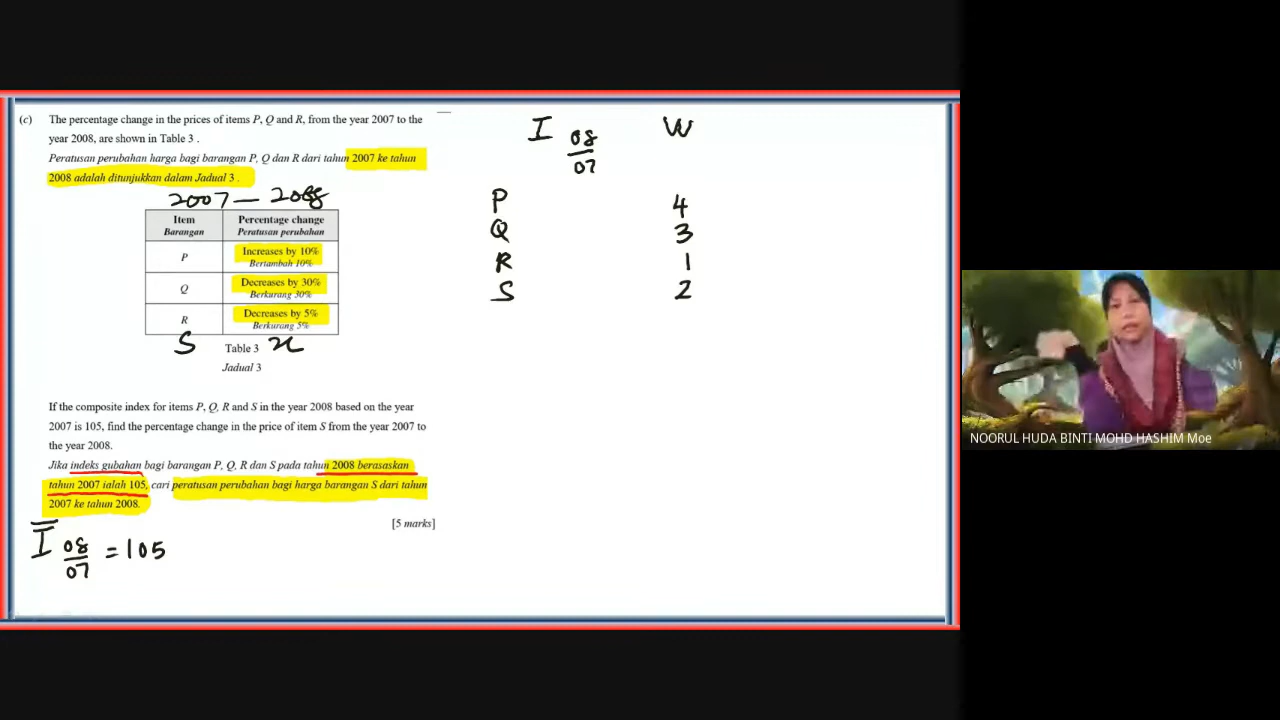 (c) The percentage change in the prices of items P, Q and R, from the year 2007 to the
year 2008, are shown in Table 3 .
Peratusan perubahan harga bagi barangan P, Q dan R dari tahun 2007 ke tahun
2008 adalah ditunjukkan dalam Jadual 3 .
2007 — 2008
Item Percentage change
Barangan Peratusan perubahan
P Increases by 10%
Bertambah 10%
Q Decreases by 30%
Berkurang 30%
R Decreases by 5%
Berkurang 5%
S Table 3 x
Jadual 3
If the composite index for items P, Q, R and S in the year 2008 based on the year
2007 is 105, find the percentage change in the price of item S from the year 2007 to
the year 2008.
Jika indeks gubahan bagi barangan P, Q, R dan S pada tahun 2008 berasaskan
tahun 2007 ialah 105, cari peratusan perubahan bagi harga barangan S dari tahun
2007 ke tahun 2008.
[5 marks]
I 08/07 = 105
I 08/07 W
P 4
Q 3
R 1
S 2
NOORUL HUDA BINTI MOHD HASHIM Moe